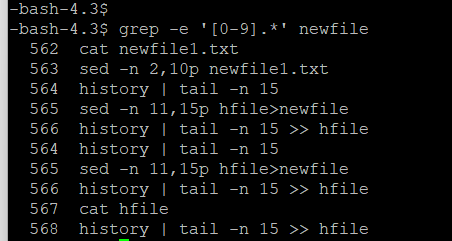 -bash-4.3$
-bash-4.3$ grep -e '[0-9].*' newfile
562 cat newfile1.txt
563 sed -n 2,10p newfile1.txt
564 history | tail -n 15
565 sed -n 11,15p hfile>newfile
566 history | tail -n 15 >> hfile
564 history | tail -n 15
565 sed -n 11,15p hfile>newfile
566 history | tail -n 15 >> hfile
567 cat hfile
568 history | tail -n 15 >> hfile